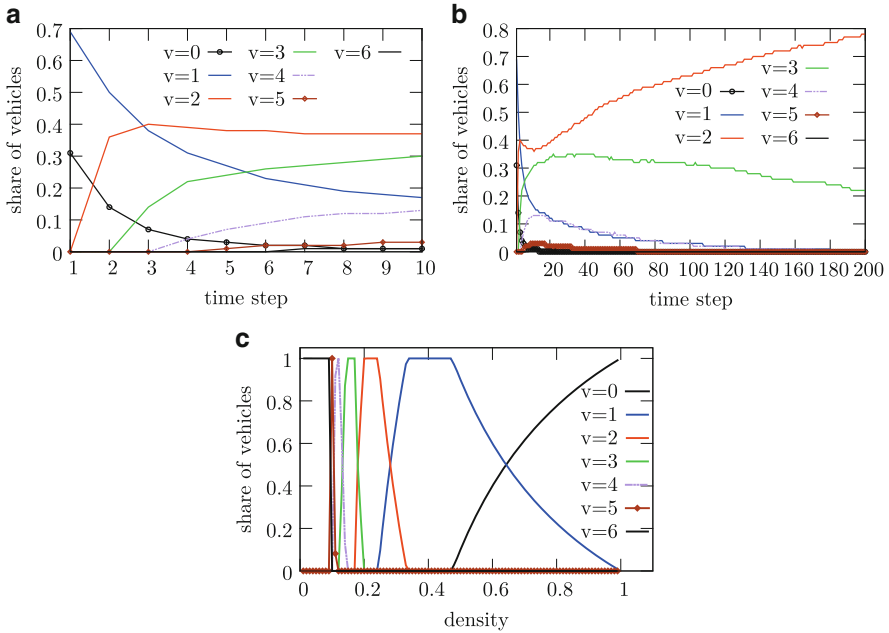 a
share of vehicles
0.7
0.6
0.5
0.4
0.3
0.2
0.1
0
v=0 v=3 v=6
v=1 v=4
v=2 v=5
1 2 3 4 5 6 7 8 9 10
time step
b
share of vehicles
0.8
0.7
0.6
0.5
0.4
0.3
0.2
0.1
0
v=0
v=1
v=2
v=3
v=4
v=5
v=6
20 40 60 80 100 120 140 160 180 200
time step
c
share of vehicles
1
0.8
0.6
0.4
0.2
0
v=0
v=1
v=2
v=3
v=4
v=5
v=6
0 0.2 0.4 0.6 0.8 1
density